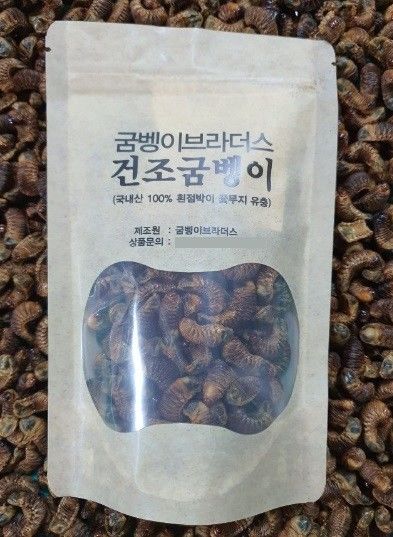 굼벵이브라더스
건조굼벵이
(국내산 100% 흰점박이 꽃무지 유충)
제조원 : 굼벵이브라더스
상품문의 :